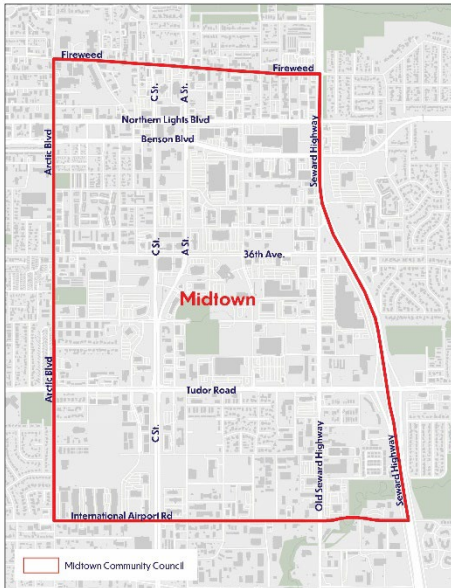 Fireweed
Fireweed
C St.
A St.
Northern Lights Blvd
Benson Blvd
Arctic Blvd
Seward Highway
C St.
A St.
36th Ave.
Midtown
Arctic Blvd
Tudor Road
C St.
Old Seward Highway
Seward Highway
International Airport Rd
Midtown Community Council